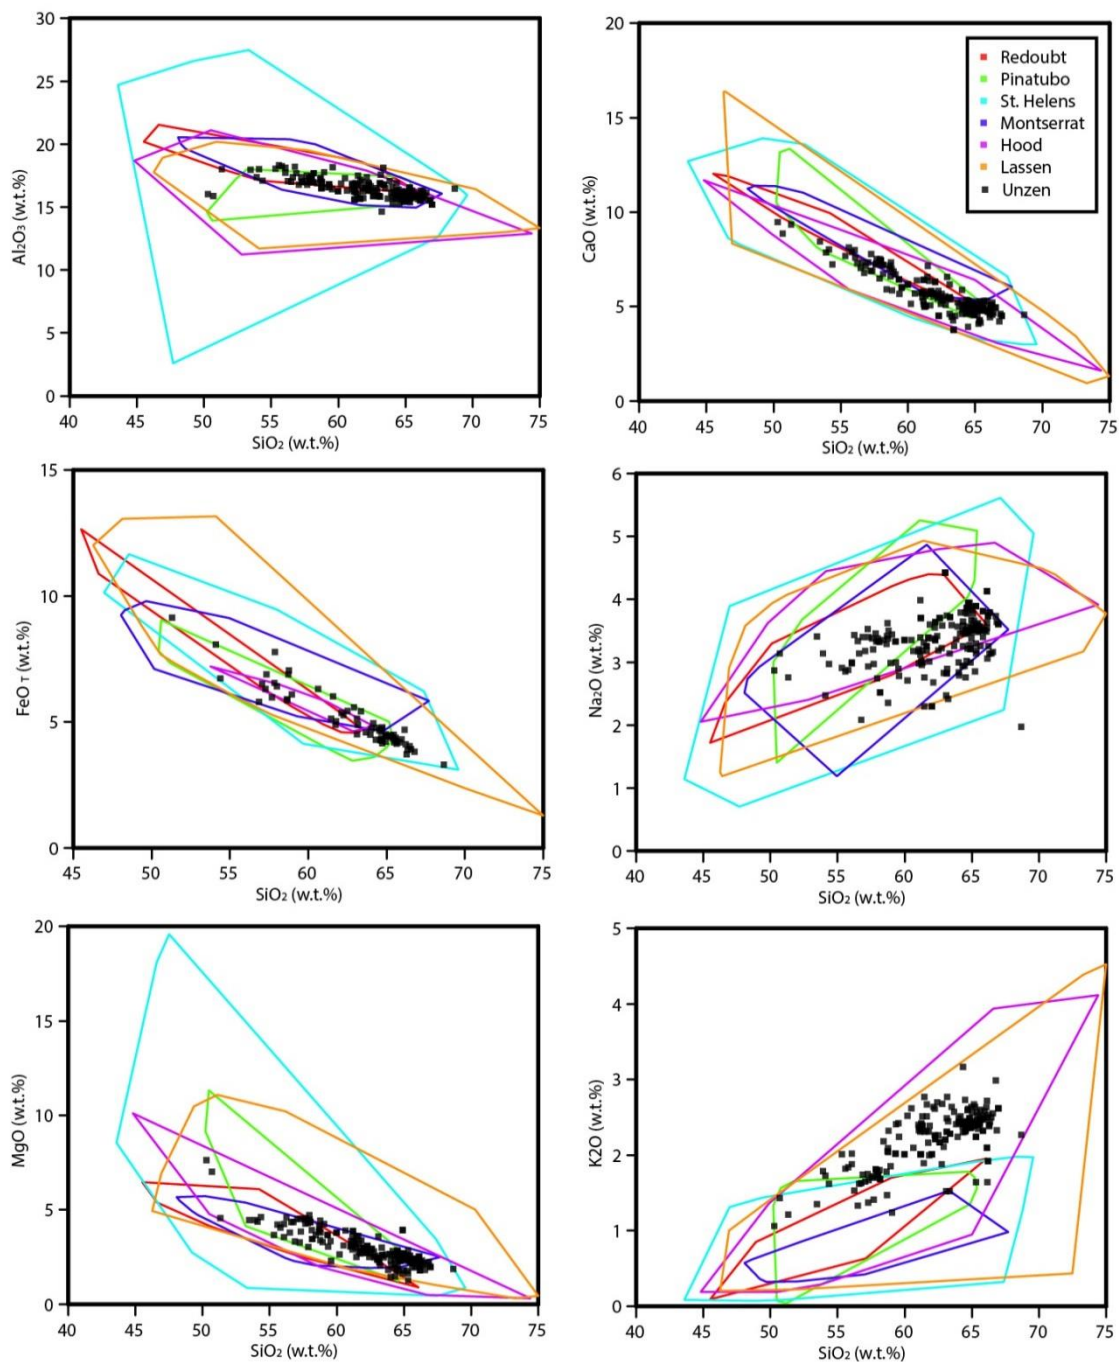 30
25
20
15
10
5
0
40 45 50 55 60 65 70 75
Al₂O₃ (w.t.%)
SiO₂ (w.t.%)
20
15
10
5
0
40 45 50 55 60 65 70 75
CaO (w.t.%)
SiO₂ (w.t.%)
Redoubt
Pinatubo
St. Helens
Montserrat
Hood
Lassen
Unzen
15
10
5
0
45 50 55 60 65 70 75
FeO T (w.t.%)
SiO₂ (w.t.%)
6
5
4
3
2
1
0
40 45 50 55 60 65 70 75
Na₂O (w.t.%)
SiO₂ (w.t.%)
20
15
10
5
0
40 45 50 55 60 65 70 75
MgO (w.t.%)
SiO₂ (w.t.%)
5
4
3
2
1
0
40 45 50 55 60 65 70 75
K2O (w.t.%)
SiO₂ (w.t.%)